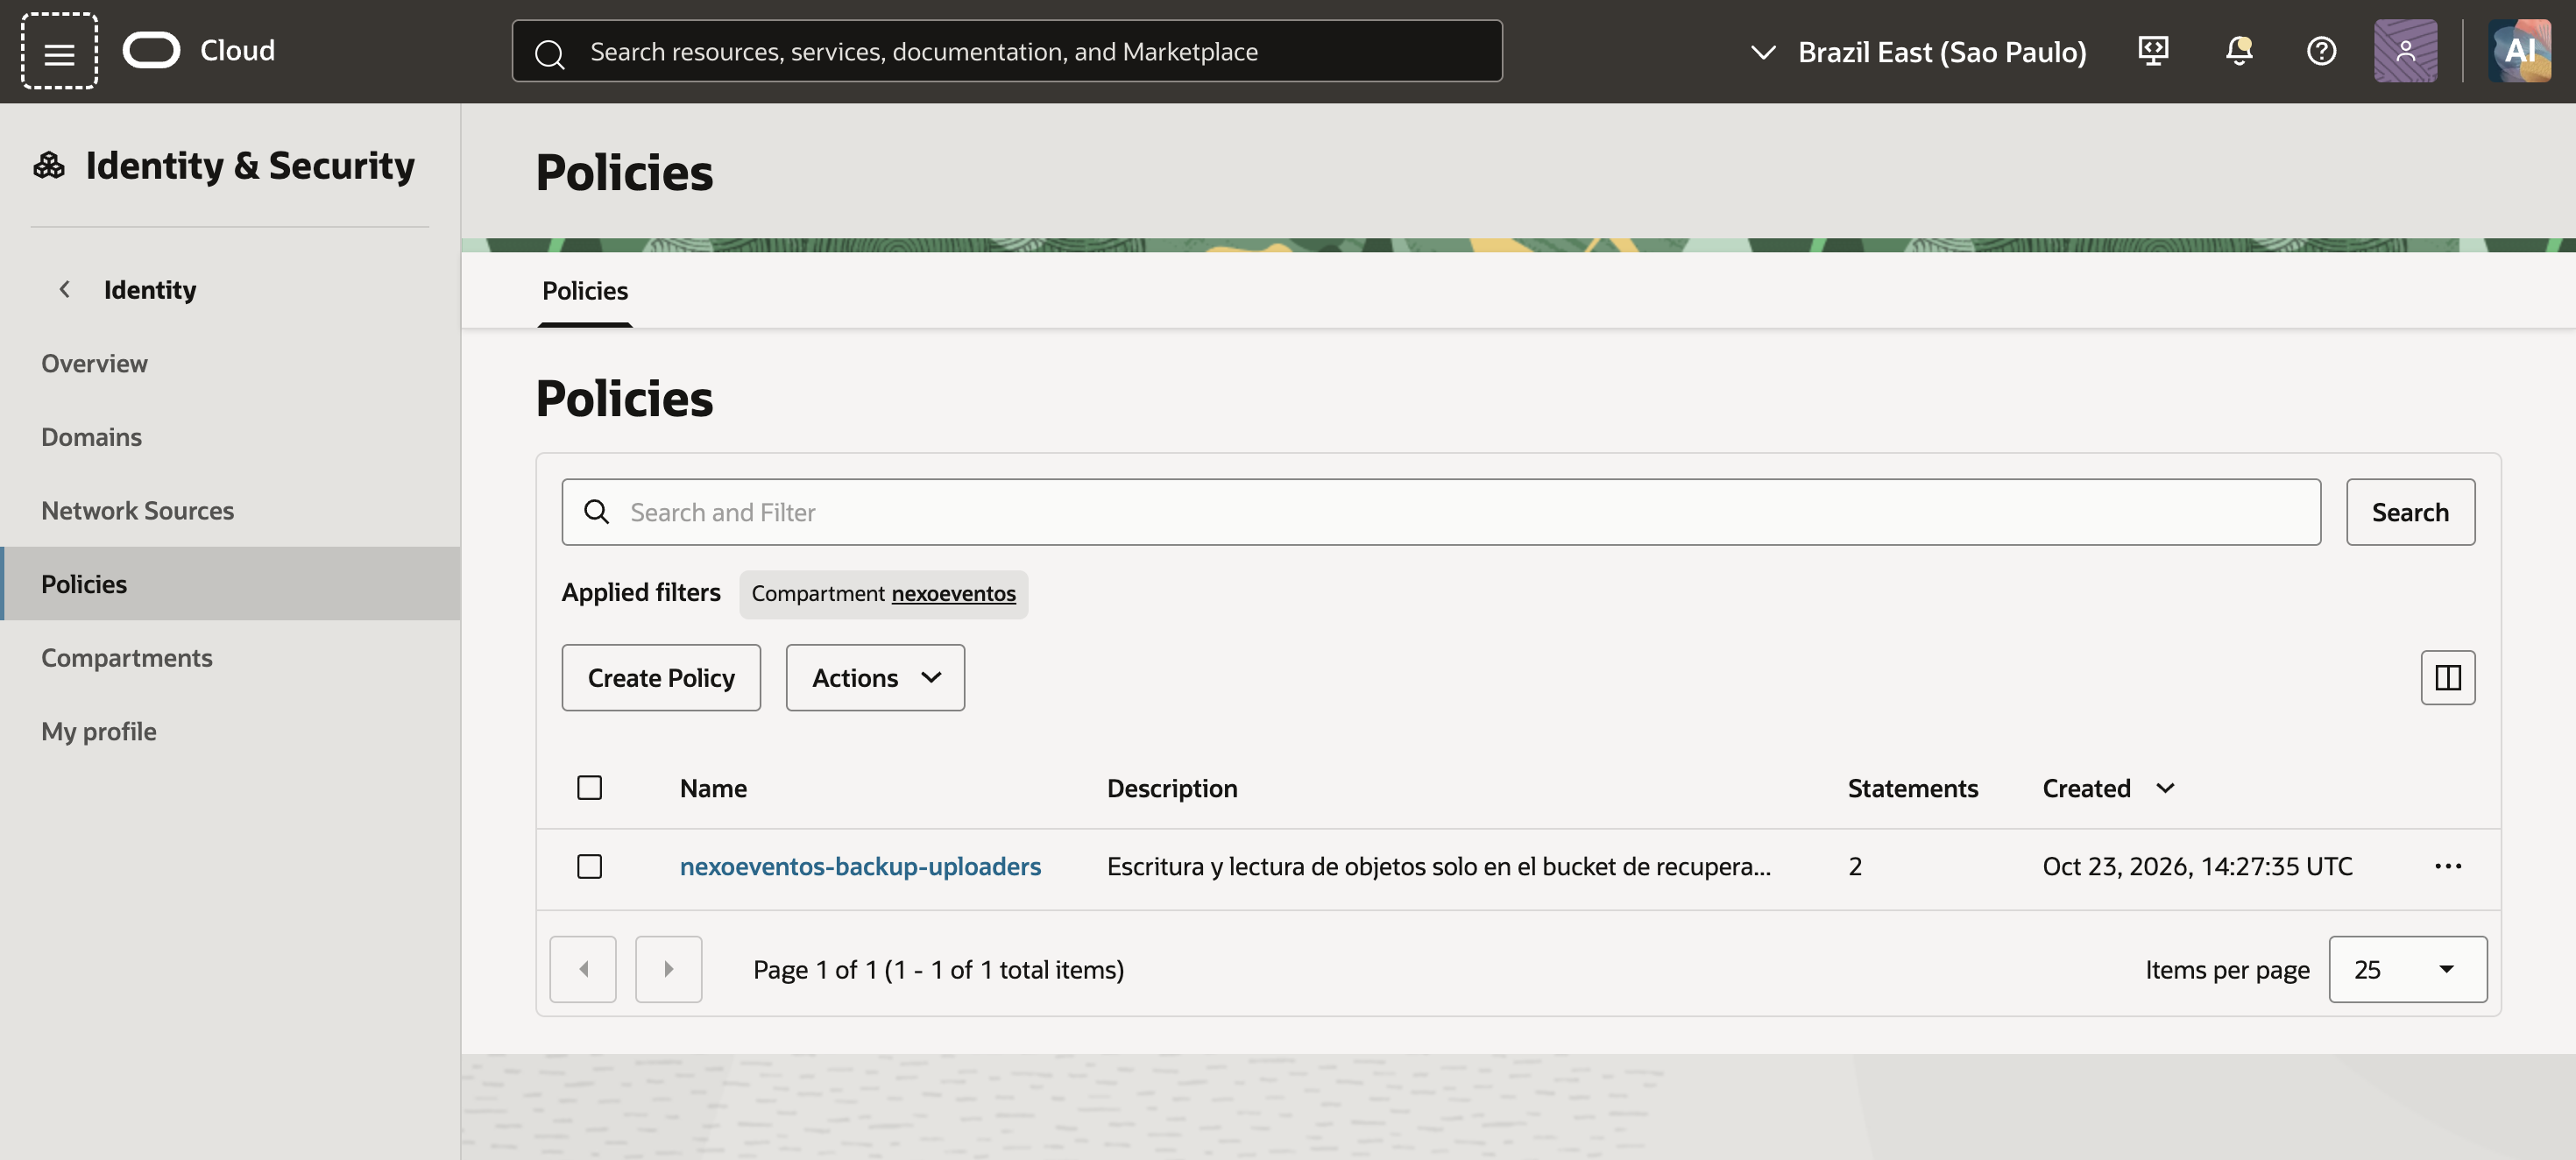 Cloud
Search resources, services, documentation, and Marketplace
Brazil East (Sao Paulo)
AI
Identity & Security
Identity
Overview
Domains
Network Sources
Policies
Compartments
My profile
Policies
Policies
Policies
Search and Filter
Search
Applied filters
Compartment nexoeventos
Create Policy
Actions
Name Description Statements Created
nexoeventos-backup-uploaders Escritura y lectura de objetos solo en el bucket de recupera... 2 Oct 23, 2026, 14:27:35 UTC
Page 1 of 1 (1 - 1 of 1 total items)
Items per page 25